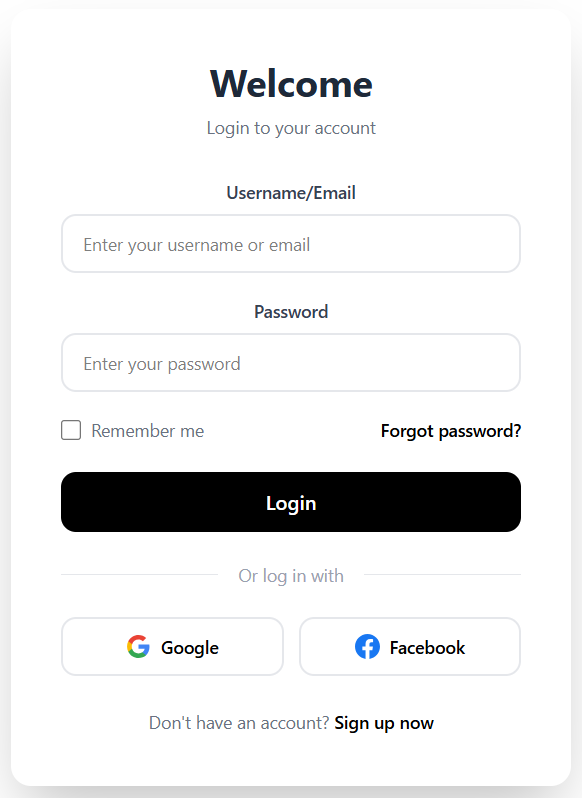 Welcome
Login to your account
Username/Email
Enter your username or email
Password
Enter your password
Remember me Forgot password?
Login
Or log in with
Google Facebook
Don't have an account? Sign up now